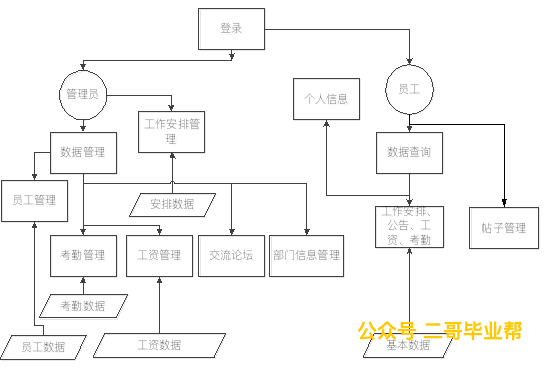 登录
管理员
员工
个人信息
工作安排管
理
数据管理
数据查询
员工管理
安排数据
工作安排、
公告、工
资、考勤
帖子管理
考勤管理
工资管理
交流论坛
部门信息管理
考勤数据
公众号 二哥毕业帮
员工数据
工资数据
基本数据